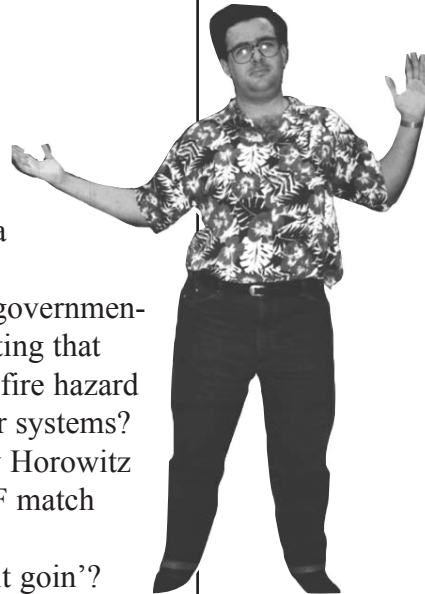 a
governmen-
ting that
fire hazard
r systems?
Horowitz
F match
t goin’?